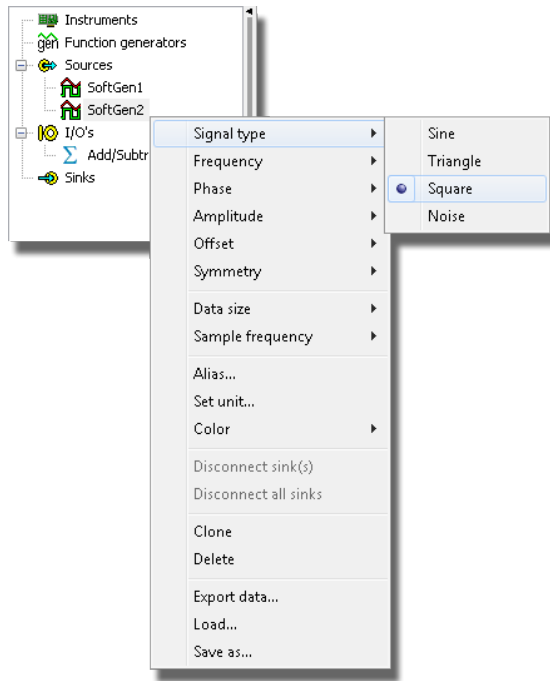 Instruments
gen Function generators
Sources
SoftGen1
SoftGen2
I/O's
Add/Subtr
Sinks
Signal type
Frequency
Phase
Amplitude
Offset
Symmetry
Data size
Sample frequency
Alias...
Set unit...
Color
Disconnect sink(s)
Disconnect all sinks
Clone
Delete
Export data...
Load...
Save as...
Sine
Triangle
Square
Noise